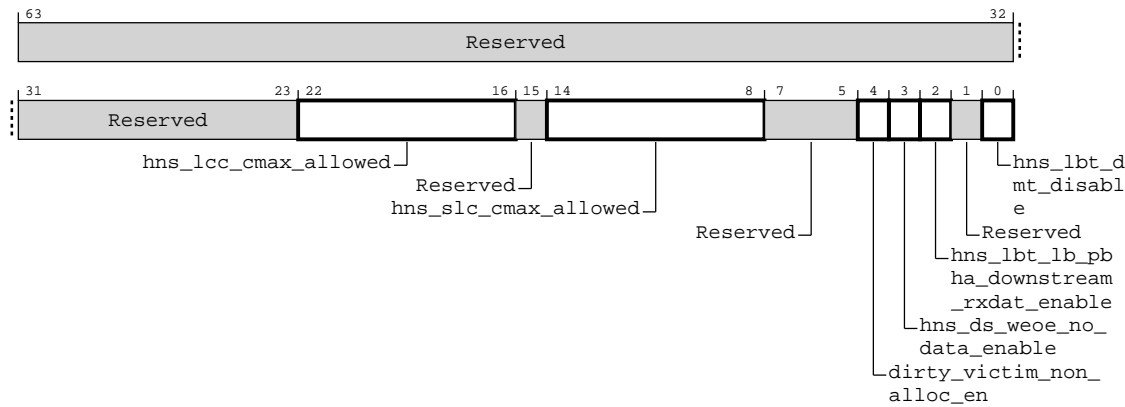 63 32
Reserved
31 23 22 16 15 14 8 7 5 4 3 2 1 0
Reserved
hns_lcc_cmax_allowed
hns_lbt_d
mt_disabl
e
Reserved
hns_slc_cmax_allowed
Reserved
Reserved
hns_lbt_lb_pb
ha_downstream
_rxdat_enable
hns_ds_weoe_no_
data_enable
dirty_victim_non_
alloc_en